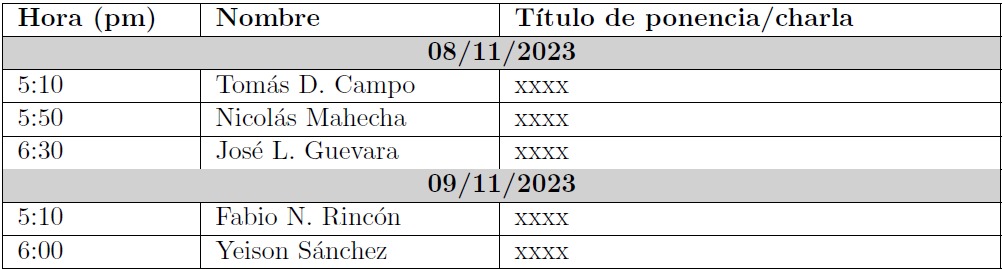 Hora (pm) Nombre Título de ponencia/charla
08/11/2023
5:10 Tomás D. Campo xxxx
5:50 Nicolás Mahecha xxxx
6:30 José L. Guevara xxxx
09/11/2023
5:10 Fabio N. Rincón xxxx
6:00 Yeison Sánchez xxxx